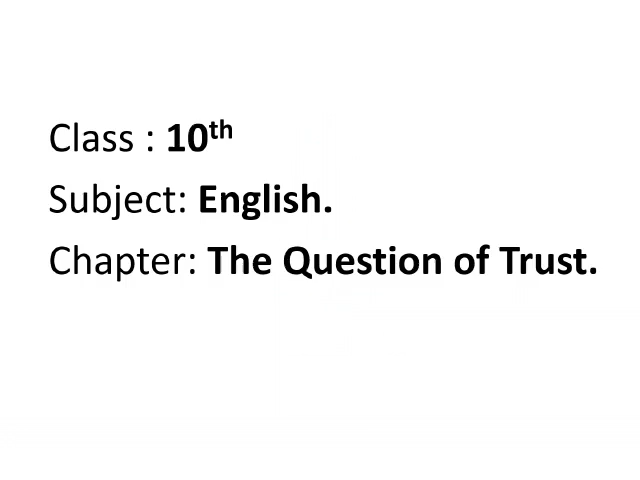 Class : 10th
Subject: English.
Chapter: The Question of Trust.